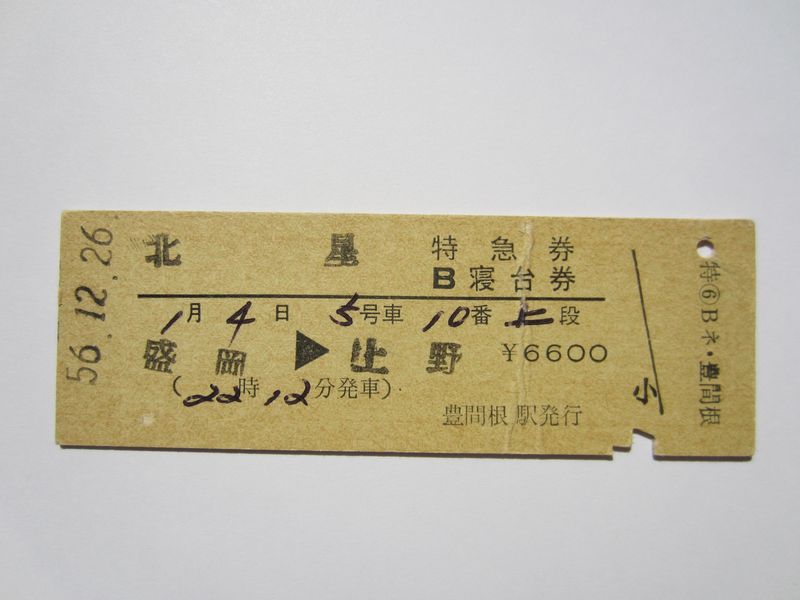 56.12.26
北星 特急券
B寝台券
1月4日 5号車 10番上段
盛岡▶上野 ￥6600
(22時12分発車)
豊間根駅発行
小
特⑥Bネ・豊間根